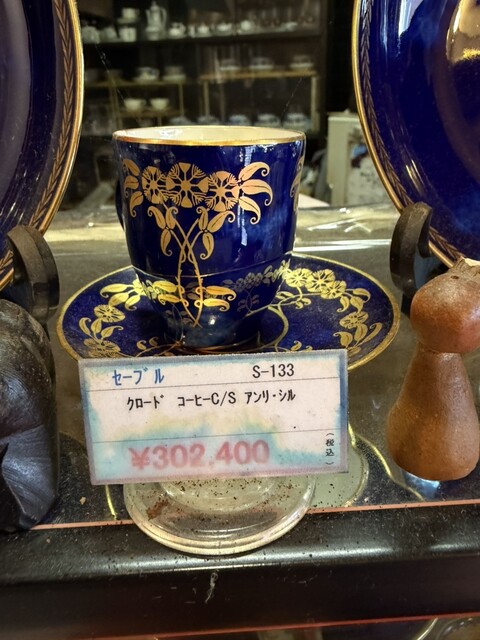 セーブル S-133
クロード コーヒーC/S アンリ・シル
¥302,400 (税込)